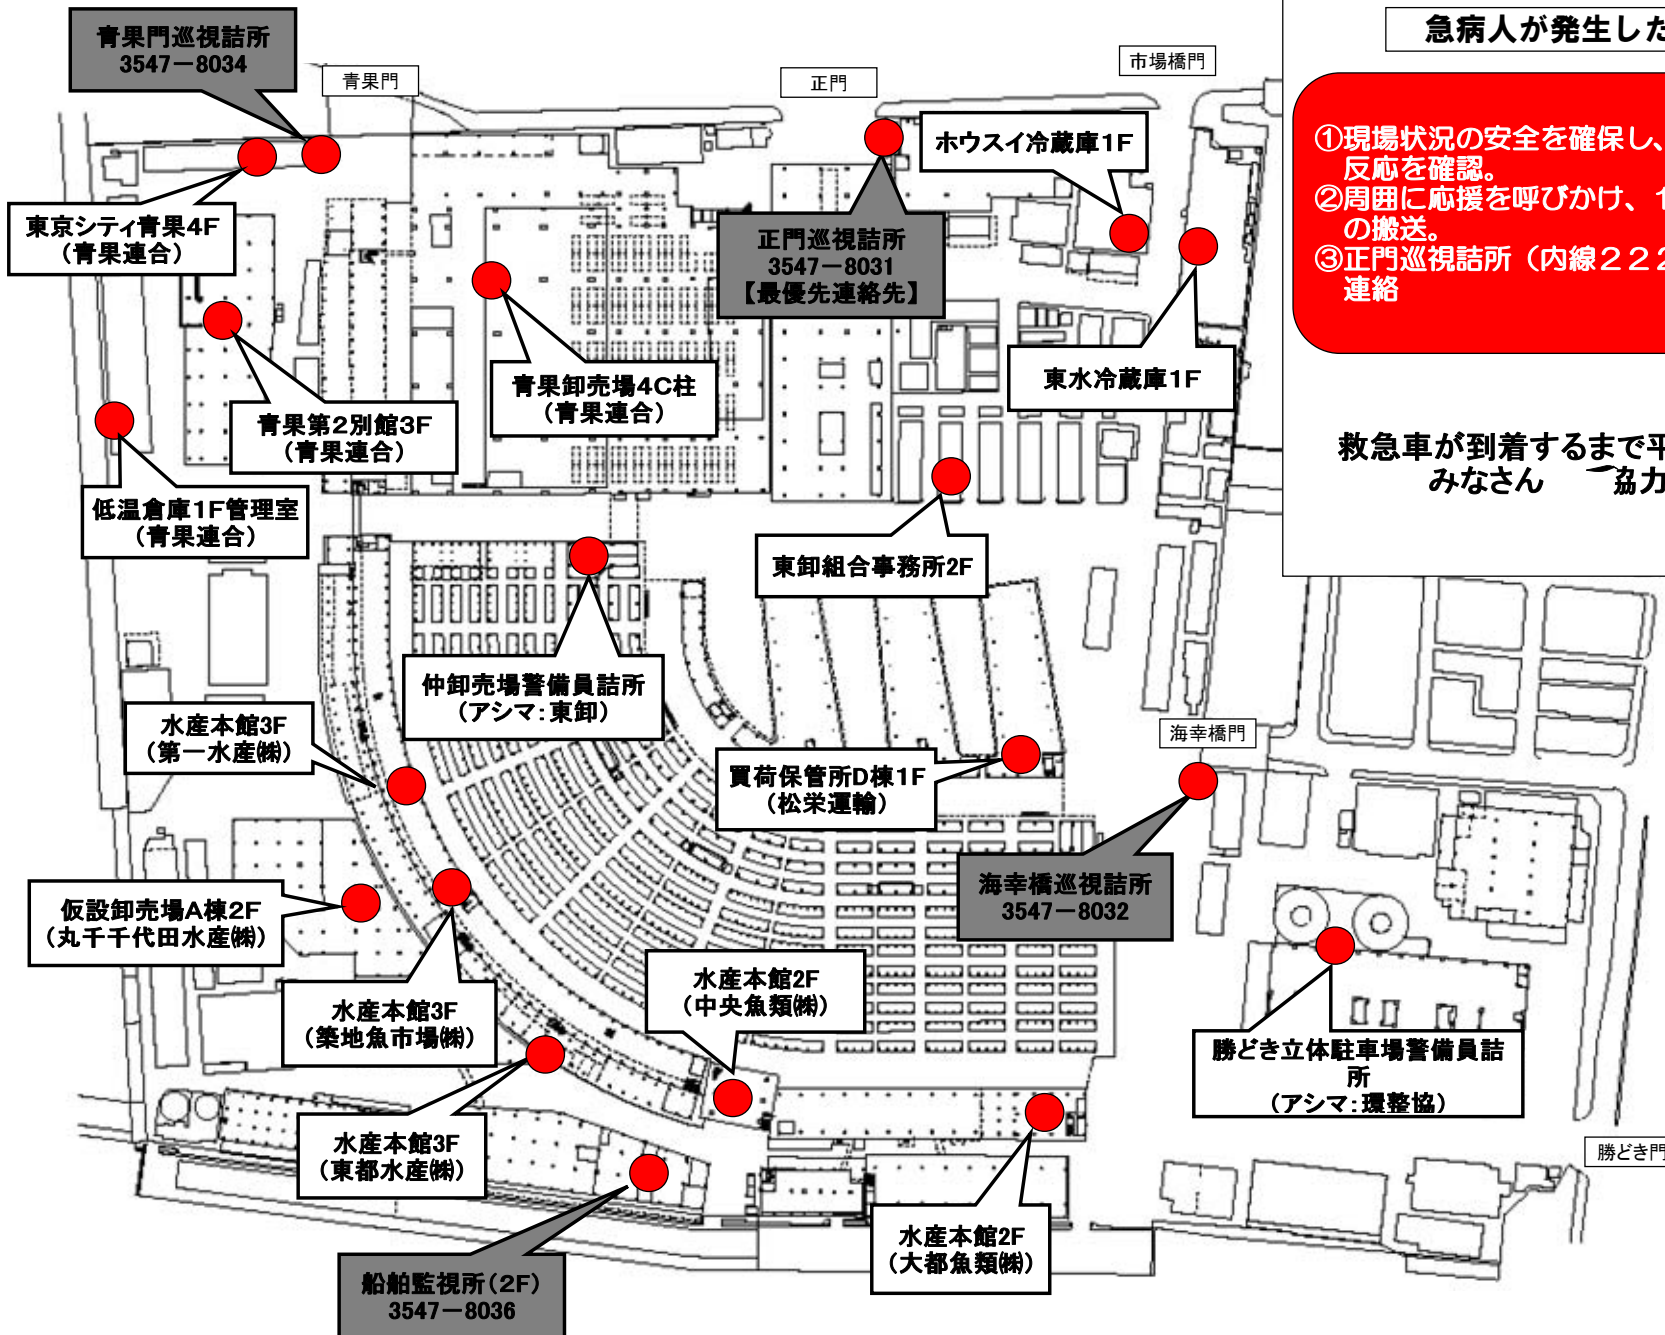 急病人が発生した
青果門巡視詰所
3547－8034
青果門
正門
市場橋門
①現場状況の安全を確保し、
反応を確認。
②周囲に応援を呼びかけ、1
の搬送。
③正門巡視詰所（内線２２２
連絡
ホウスイ冷蔵庫1F
東京シティ青果4F
（青果連合）
正門巡視詰所
3547－8031
【最優先連絡先】
東水冷蔵庫1F
青果卸売場4C柱
（青果連合）
青果第2別館3F
（青果連合）
救急車が到着するまで平
みなさん
協力
低温倉庫1F管理室
（青果連合）
東卸組合事務所2F
仲卸売場警備員詰所
（アシマ：東卸）
水産本館3F
（第一水産㈱）
海幸橋門
買荷保管所D棟1F
（松栄運輸）
海幸橋巡視詰所
3547－8032
仮設卸売場A棟2F
（丸千千代田水産㈱）
水産本館2F
（中央魚類㈱）
水産本館3F
（築地魚市場㈱）
勝どき立体駐車場警備員詰
所
（アシマ：環整協）
水産本館3F
（東都水産㈱）
勝どき門
水産本館2F
（大都魚類㈱）
船舶監視所（2F）
3547－8036